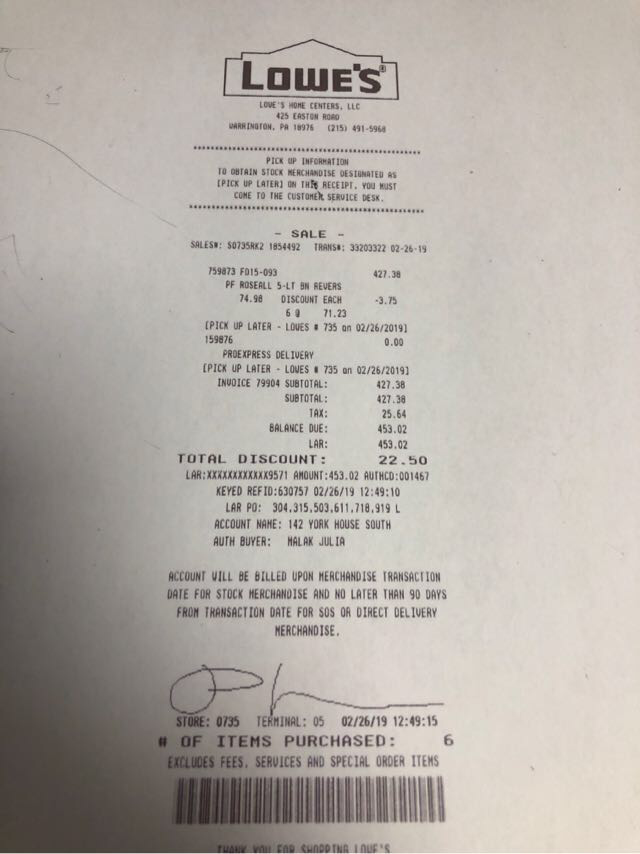 LOWE'S®
LOWE'S HOME CENTERS, LLC
425 EASTON ROAD
WARRINGTON, PA 18976 (215) 491-5968
PICK UP INFORMATION
TO OBTAIN STOCK MERCHANDISE DESIGNATED AS
[PICK UP LATER] ON THIS RECEIPT, YOU MUST
COME TO THE CUSTOMER SERVICE DESK.
- SALE -
SALES#: S0735RK2 1854492 TRANS#: 33203322 02-26-19
759873 FD15-093 427.38
PF ROSEALL 5-LT BN REVERS
74.98 DISCOUNT EACH -3.75
6 @ 71.23
[PICK UP LATER - LOWES # 735 on 02/26/2019]
159876 0.00
PROEXPRESS DELIVERY
[PICK UP LATER - LOWES # 735 on 02/26/2019]
INVOICE 79904 SUBTOTAL: 427.38
SUBTOTAL: 427.38
TAX: 25.64
BALANCE DUE: 453.02
LAR: 453.02
TOTAL DISCOUNT: 22.50
LAR:XXXXXXXXXXXX9571 AMOUNT:453.02 AUTHCD:001467
KEYED REFID:630757 02/26/19 12:49:10
LAR PO: 304,315,503,611,718,919 L
ACCOUNT NAME: 142 YORK HOUSE SOUTH
AUTH BUYER: MALAK JULIA
ACCOUNT WILL BE BILLED UPON MERCHANDISE TRANSACTION
DATE FOR STOCK MERCHANDISE AND NO LATER THAN 90 DAYS
FROM TRANSACTION DATE FOR SOS OR DIRECT DELIVERY
MERCHANDISE.
STORE: 0735 TERMINAL: 05 02/26/19 12:49:15
# OF ITEMS PURCHASED: 6
EXCLUDES FEES, SERVICES AND SPECIAL ORDER ITEMS
THANK YOU FOR SHOPPING LOWE'S